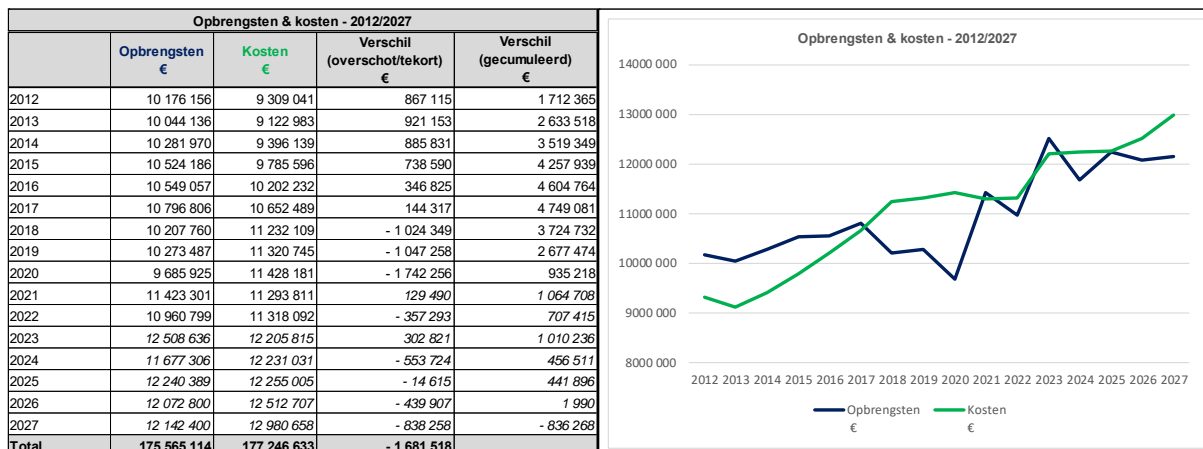 Opbrengsten & kosten - 2012/2027
Opbrengsten € Kosten € Verschil (overschot/tekort) € Verschil (gecumuleerd) €
2012 10 176 156 9 309 041 867 115 1 712 365
2013 10 044 136 9 122 983 921 153 2 633 518
2014 10 281 970 9 396 139 885 831 3 519 349
2015 10 524 186 9 785 596 738 590 4 257 939
2016 10 549 057 10 202 232 346 825 4 604 764
2017 10 796 806 10 652 489 144 317 4 749 081
2018 10 207 760 11 232 109 - 1 024 349 3 724 732
2019 10 273 487 11 320 745 - 1 047 258 2 677 474
2020 9 685 925 11 428 181 - 1 742 256 935 218
2021 11 423 301 11 293 811 129 490 1 064 708
2022 10 960 799 11 318 092 - 357 293 707 415
2023 12 508 636 12 205 815 302 821 1 010 236
2024 11 677 306 12 231 031 - 553 724 456 511
2025 12 240 389 12 255 005 - 14 615 441 896
2026 12 072 800 12 512 707 - 439 907 1 990
2027 12 142 400 12 980 658 - 838 258 - 836 268
Total 175 565 114 177 246 633 - 1 681 518
Opbrengsten & kosten - 2012/2027
14000 000
13000 000
12000 000
11000 000
10000 000
9000 000
8000 000
2012 2013 2014 2015 2016 2017 2018 2019 2020 2021 2022 2023 2024 2025 2026 2027
Opbrengsten € Kosten €